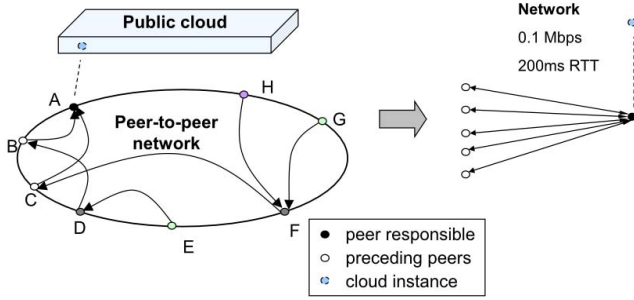 Public cloud
Network
0.1 Mbps
200ms RTT
H
A
G
Peer-to-peer
network
B
C
D
E
F
peer responsible
preceding peers
cloud instance